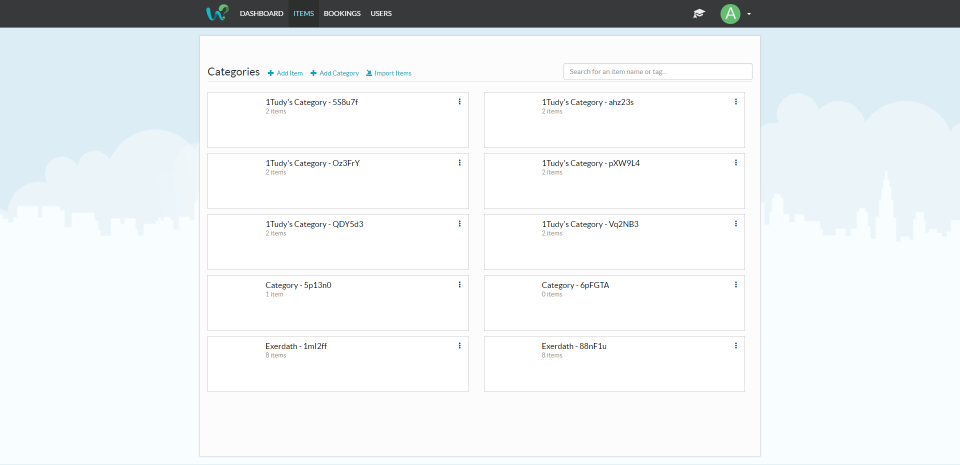 DASHBOARD ITEMS BOOKINGS USERS A
Categories Add Item Add Category Import Items Search for an item name or tag...
1Tudy's Category - 5S8u7f
2 items
1Tudy's Category - ahz23s
2 items
1Tudy's Category - Oz3FrY
2 items
1Tudy's Category - pXW9L4
2 items
1Tudy's Category - QDY5d3
2 items
1Tudy's Category - Vq2NB3
2 items
Category - 5p13n0
1 item
Category - 6pFGTA
0 items
Exerdath - 1mI2ff
8 items
Exerdath - 88nF1u
8 items